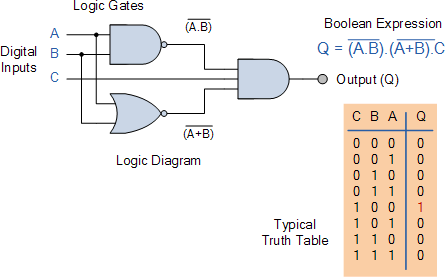 Logic Gates
A
B
C
Digital
Inputs
(A.B)
(A+B)
Logic Diagram
Boolean Expression
Q = (A.B).(A+B).C
Output (Q)
C B A Q
0 0 0 0
0 0 1 0
0 1 0 0
0 1 1 0
1 0 0 1
1 0 1 0
1 1 0 0
1 1 1 0
Typical
Truth Table